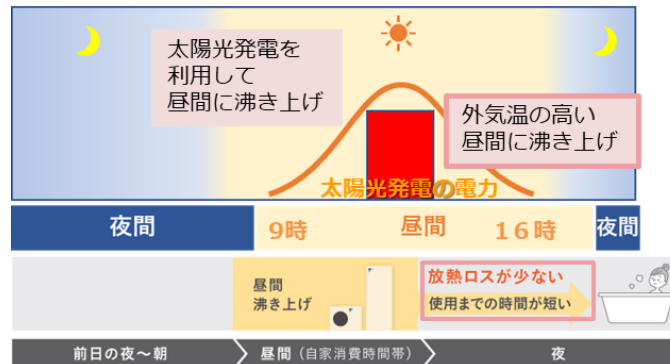 太陽光発電を
利用して
昼間に沸き上げ
外気温の高い
昼間に沸き上げ
太陽光発電の電力
夜間
9時
昼間
16時
夜間
昼間
沸き上げ
放熱ロスが少ない
使用までの時間が短い
前日の夜〜朝
昼間（自家消費時間帯）
夜